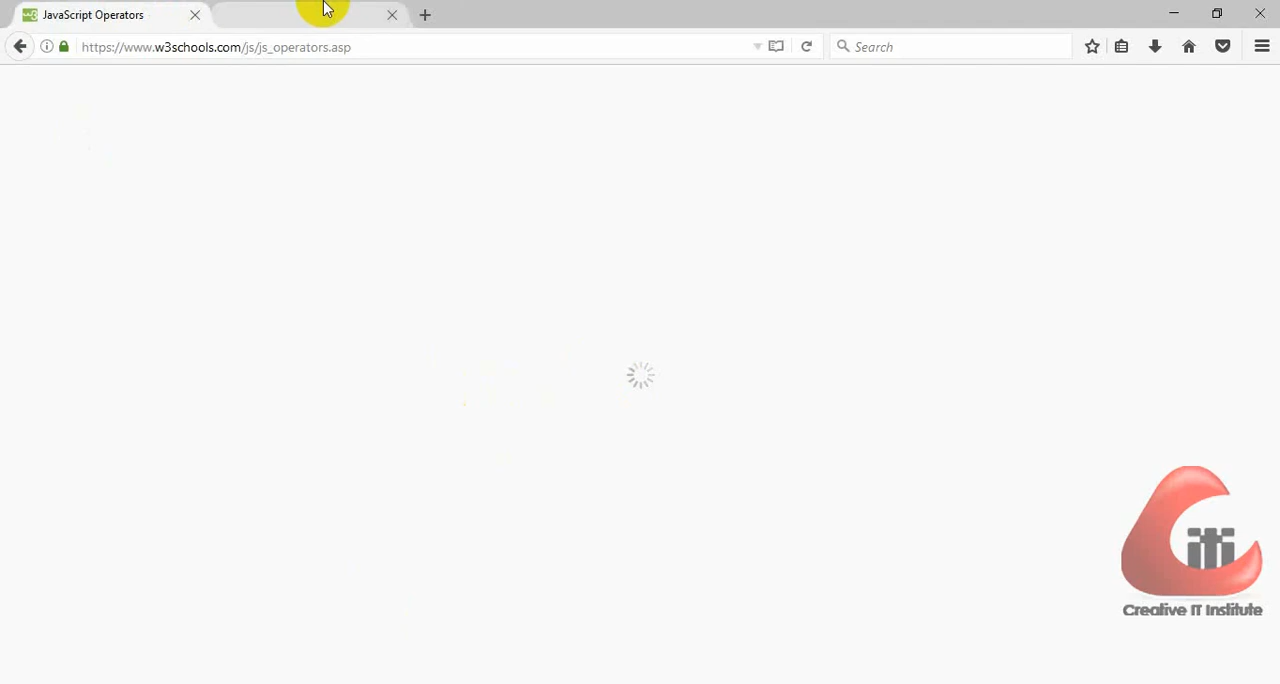 JavaScript Operators
https://www.w3schools.com/js/js_operators.asp
Search
Creative IT Institute